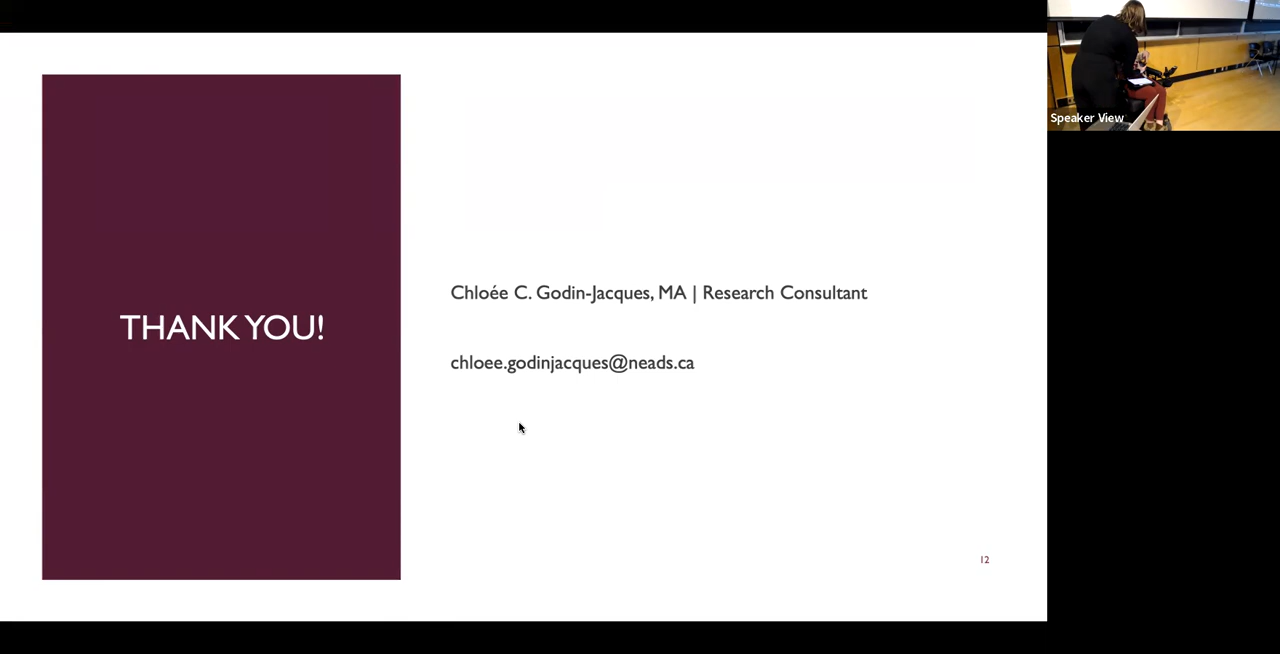 THANK YOU!
Chloée C. Godin-Jacques, MA | Research Consultant
chloee.godinjacques@neads.ca
12
Speaker View